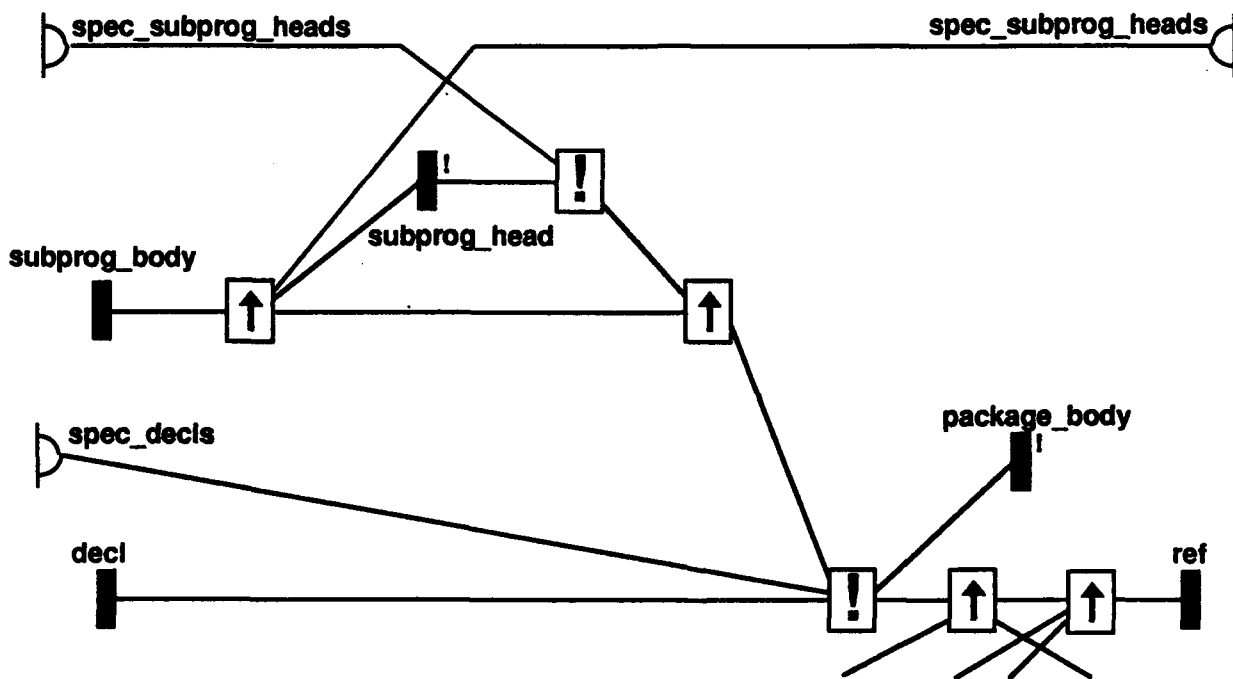 spec_subprog_heads
spec_subprog_heads
!
!
subprog_head
subprog_body
spec_decls
package_body
!
decl
!
ref